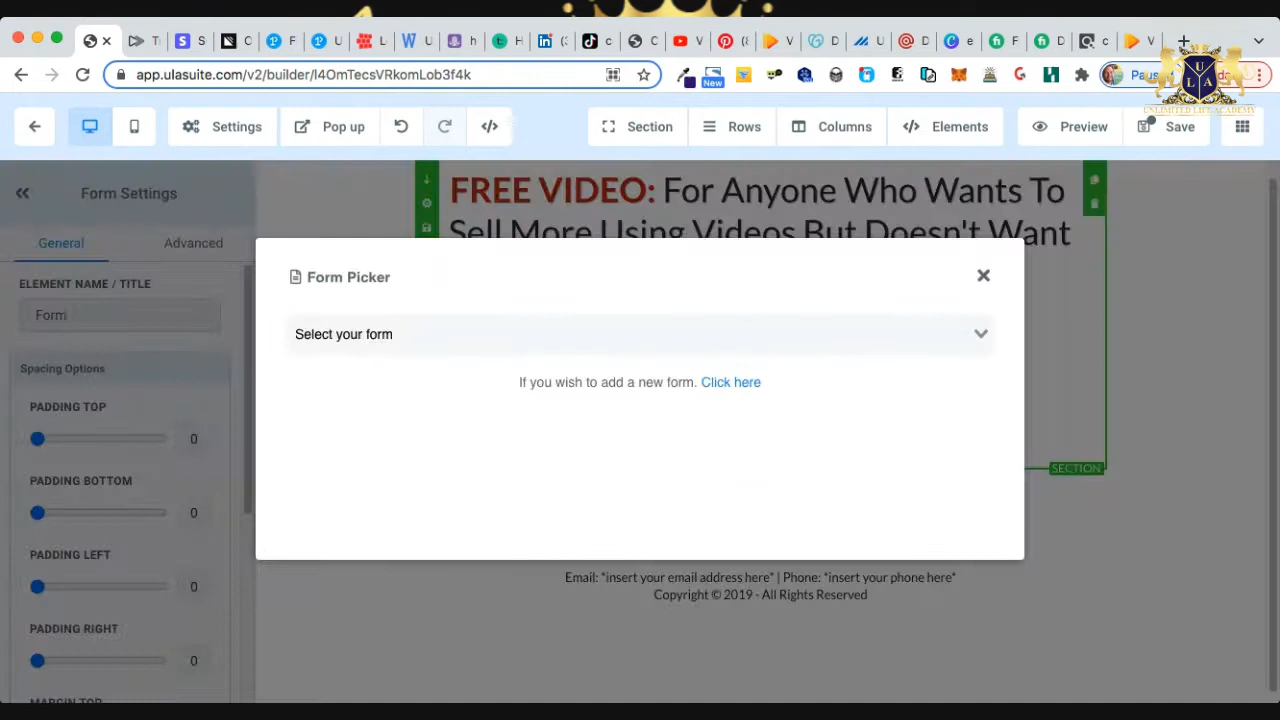 S
C
F
U
L
W
U
h
H
C
Y
D
U
D
C
F
D
c
V
app.ulasuite.com/v2/builder/l4OmTecsVRkomLob3f4k
New
Settings
Pop up
Section
Rows
Columns
Elements
Preview
Save
U
L A
UNLIMITED LIFE ACADEMY
Form Settings
General
Advanced
ELEMENT NAME / TITLE
Form
Spacing Options
PADDING TOP
0
PADDING BOTTOM
0
PADDING LEFT
0
PADDING RIGHT
0
MARGIN TOP
FREE VIDEO: For Anyone Who Wants To
Sell More Using Videos But Doesn't Want
Form Picker
Select your form
If you wish to add a new form. Click here
SECTION
Email: *insert your email address here* | Phone: *insert your phone here*
Copyright © 2019 - All Rights Reserved